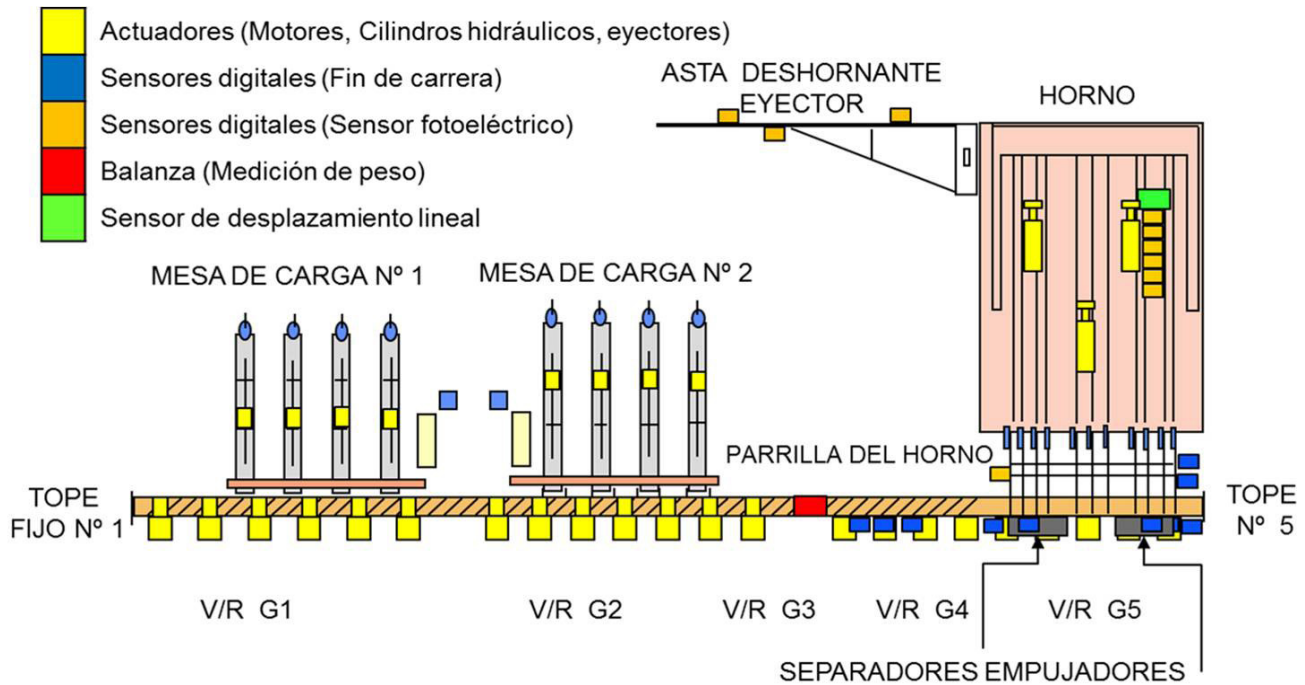 Actuadores (Motores, Cilindros hidráulicos, eyectores)
Sensores digitales (Fin de carrera)
Sensores digitales (Sensor fotoeléctrico)
Balanza (Medición de peso)
Sensor de desplazamiento lineal
ASTA DESHORNANTE
EYECTOR
HORNO
MESA DE CARGA Nº 1
MESA DE CARGA Nº 2
PARRILLA DEL HORNO
TOPE
FIJO Nº 1
TOPE
Nº 5
V/R G1
V/R G2
V/R G3
V/R G4
V/R G5
SEPARADORES EMPUJADORES